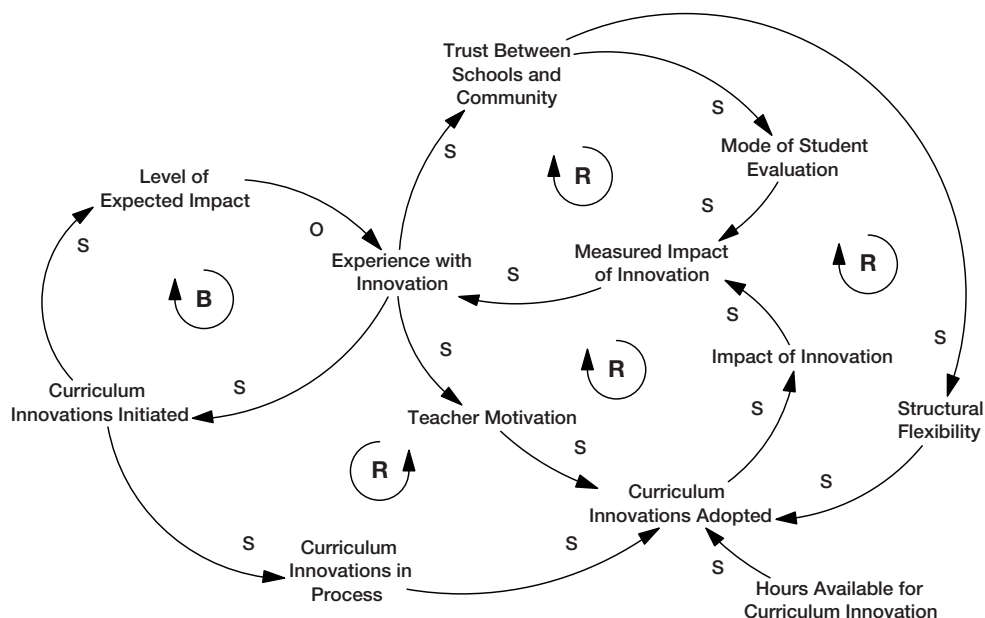 Trust Between
Schools and
Community
S
Mode of Student
Evaluation
S
R
S
Level of
Expected Impact
S
O
Experience with
Innovation
S
Measured Impact
of Innovation
R
B
S
Impact of Innovation
S
R
S
S
Curriculum
Innovations Initiated
Teacher Motivation
S
S
Structural
Flexibility
R
Curriculum
Innovations Adopted
S
S
Curriculum
Innovations in
Process
S
S
Hours Available for
Curriculum Innovation